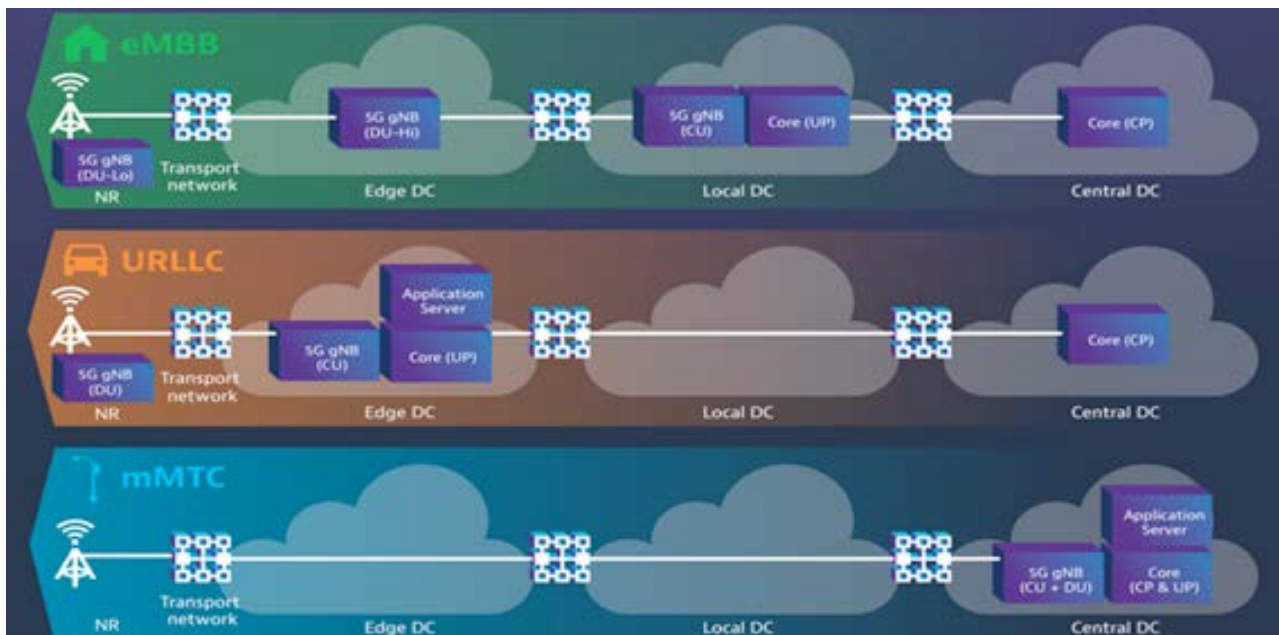 eMBB
5G gNB
(DU-Lo)
NR
Transport
network
5G gNB
(DU-Hi)
Edge DC
5G gNB
(CU)
Core (UP)
Local DC
Core (CP)
Central DC
URLLC
5G gNB
(DU)
NR
Transport
network
5G gNB
(CU)
Application
Server
Core (UP)
Edge DC
Local DC
Core (CP)
Central DC
mMTC
NR
Transport
network
Edge DC
Local DC
Application
Server
5G gNB
(CU + DU)
Core
(CP & UP)
Central DC